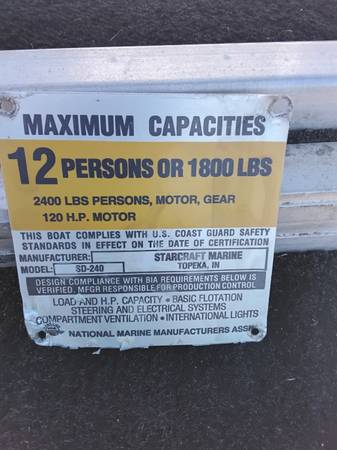 MAXIMUM CAPACITIES
12 PERSONS OR 1800 LBS
2400 LBS PERSONS, MOTOR, GEAR
120 H.P. MOTOR
THIS BOAT COMPLIES WITH U.S. COAST GUARD SAFETY
STANDARDS IN EFFECT ON THE DATE OF CERTIFICATION
MANUFACTURER: STARCRAFT MARINE
MODEL: SD-240 TOPEKA, IN
DESIGN COMPLIANCE WITH BIA REQUIREMENTS BELOW IS
VERIFIED. MFGR RESPONSIBLE FOR PRODUCTION CONTROL
LOAD AND H.P. CAPACITY • BASIC FLOTATION
STEERING AND ELECTRICAL SYSTEMS
COMPARTMENT VENTILATION • INTERNATIONAL LIGHTS
NATIONAL MARINE MANUFACTURERS ASSN